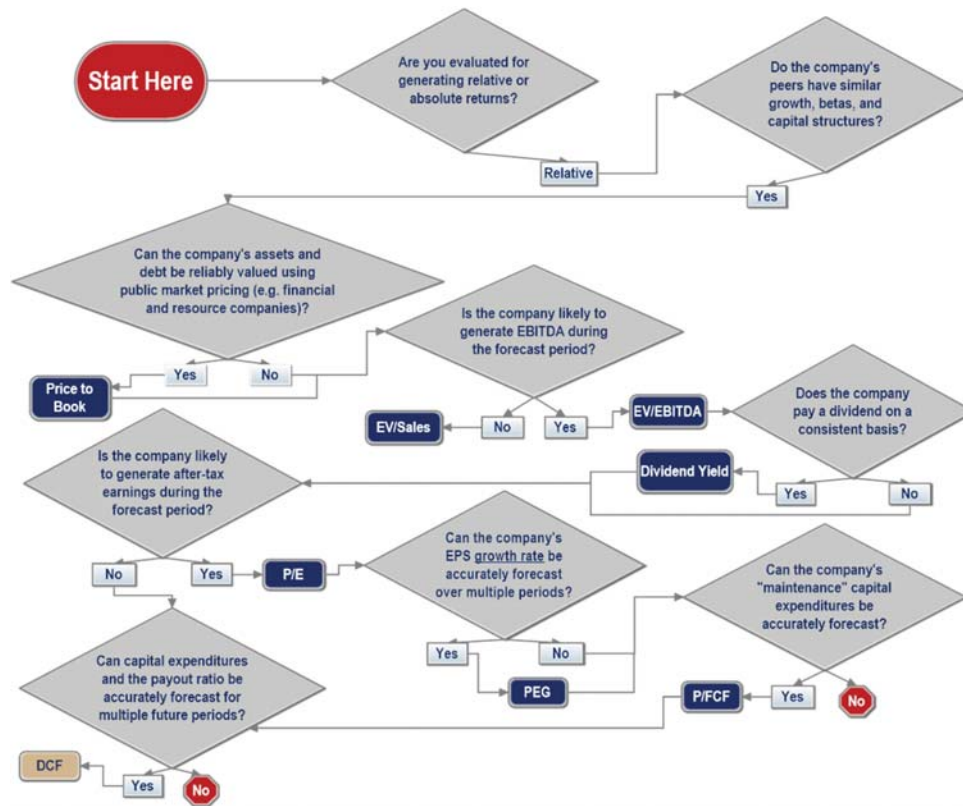 Start Here
Are you evaluated for
generating relative or
absolute returns?
Do the company's
peers have similar
growth, betas, and
capital structures?
Relative
Yes
Can the company's assets and
debt be reliably valued using
public market pricing (e.g. financial
and resource companies)?
Is the company likely to
generate EBITDA during
the forecast period?
Yes
No
Price to
Book
Does the company
pay a dividend on a
consistent basis?
EV/Sales
No
Yes
EV/EBITDA
Is the company likely
to generate after-tax
earnings during the
forecast period?
Dividend Yield
Yes
No
Can the company's
EPS growth rate be
accurately forecast
over multiple periods?
Can the company's
"maintenance" capital
expenditures be
accurately forecast?
No
Yes
P/E
Yes
No
Can capital expenditures
and the payout ratio be
accurately forecast for
multiple future periods?
PEG
P/FCF
Yes
No
DCF
Yes
No